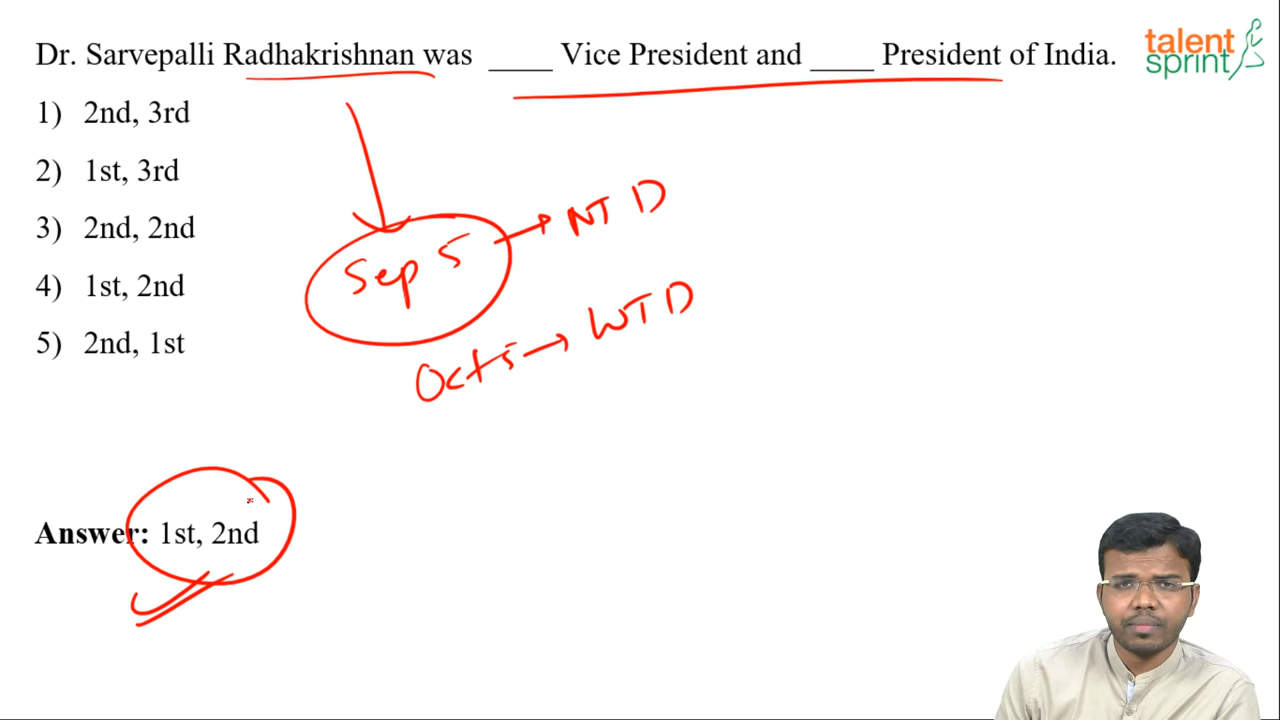 Dr. Sarvepalli Radhakrishnan was ____ Vice President and ____ President of India.
talent
sprint
1) 2nd, 3rd
2) 1st, 3rd
3) 2nd, 2nd
4) 1st, 2nd
5) 2nd, 1st
Sep 5 → NTD
Oct 5 → WTD
Answer: 1st, 2nd